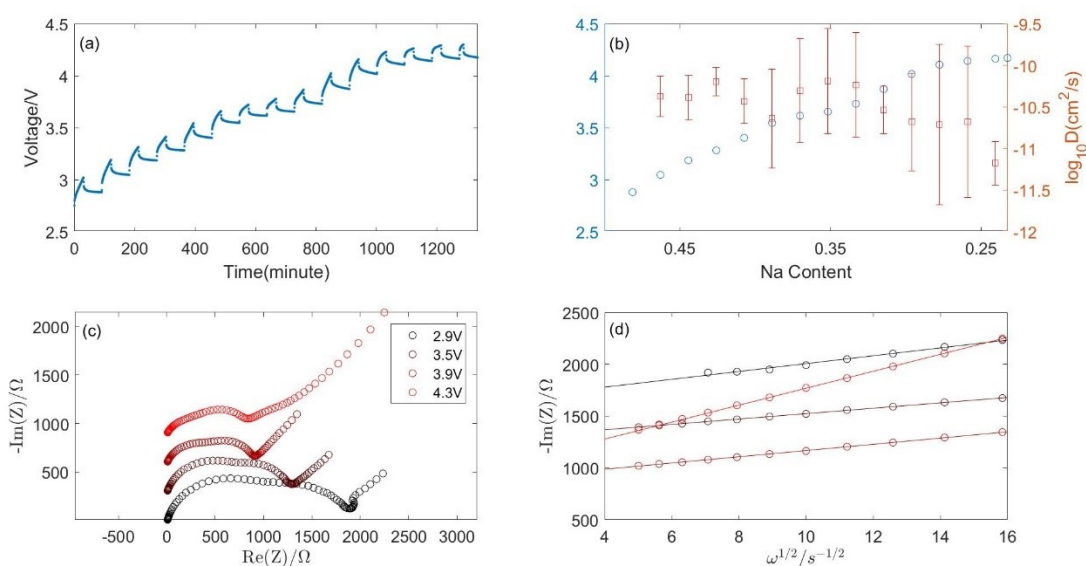 (a)
Voltage/V
4.5
4
3.5
3
2.5
0 200 400 600 800 1000 1200
Time(minute)
(b)
4.5
4
3.5
3
2.5
-9.5
-10
-10.5
-11
-11.5
-12
log10D(cm²/s)
0.45 0.35 0.25
Na Content
(c)
-Im(Z)/Ω
2000
1500
1000
500
2.9V
3.5V
3.9V
4.3V
-500 0 500 1000 1500 2000 2500 3000
Re(Z)/Ω
(d)
-Im(Z)/Ω
2500
2000
1500
1000
500
4 6 8 10 12 14 16
ω^1/2/s^-1/2